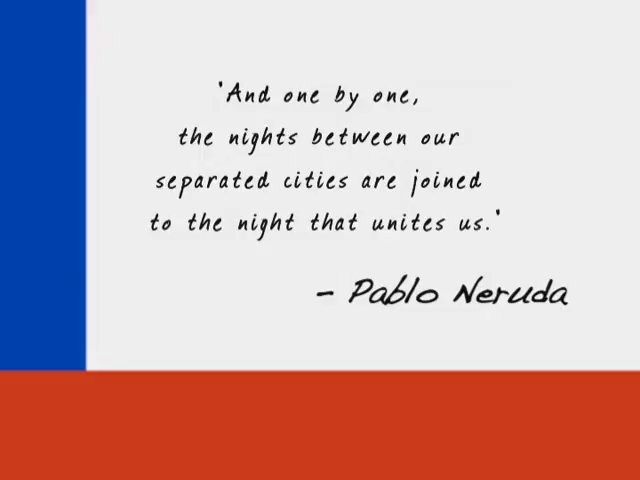 'And one by one,
the nights between our
separated cities are joined
to the night that unites us.'
- Pablo Neruda